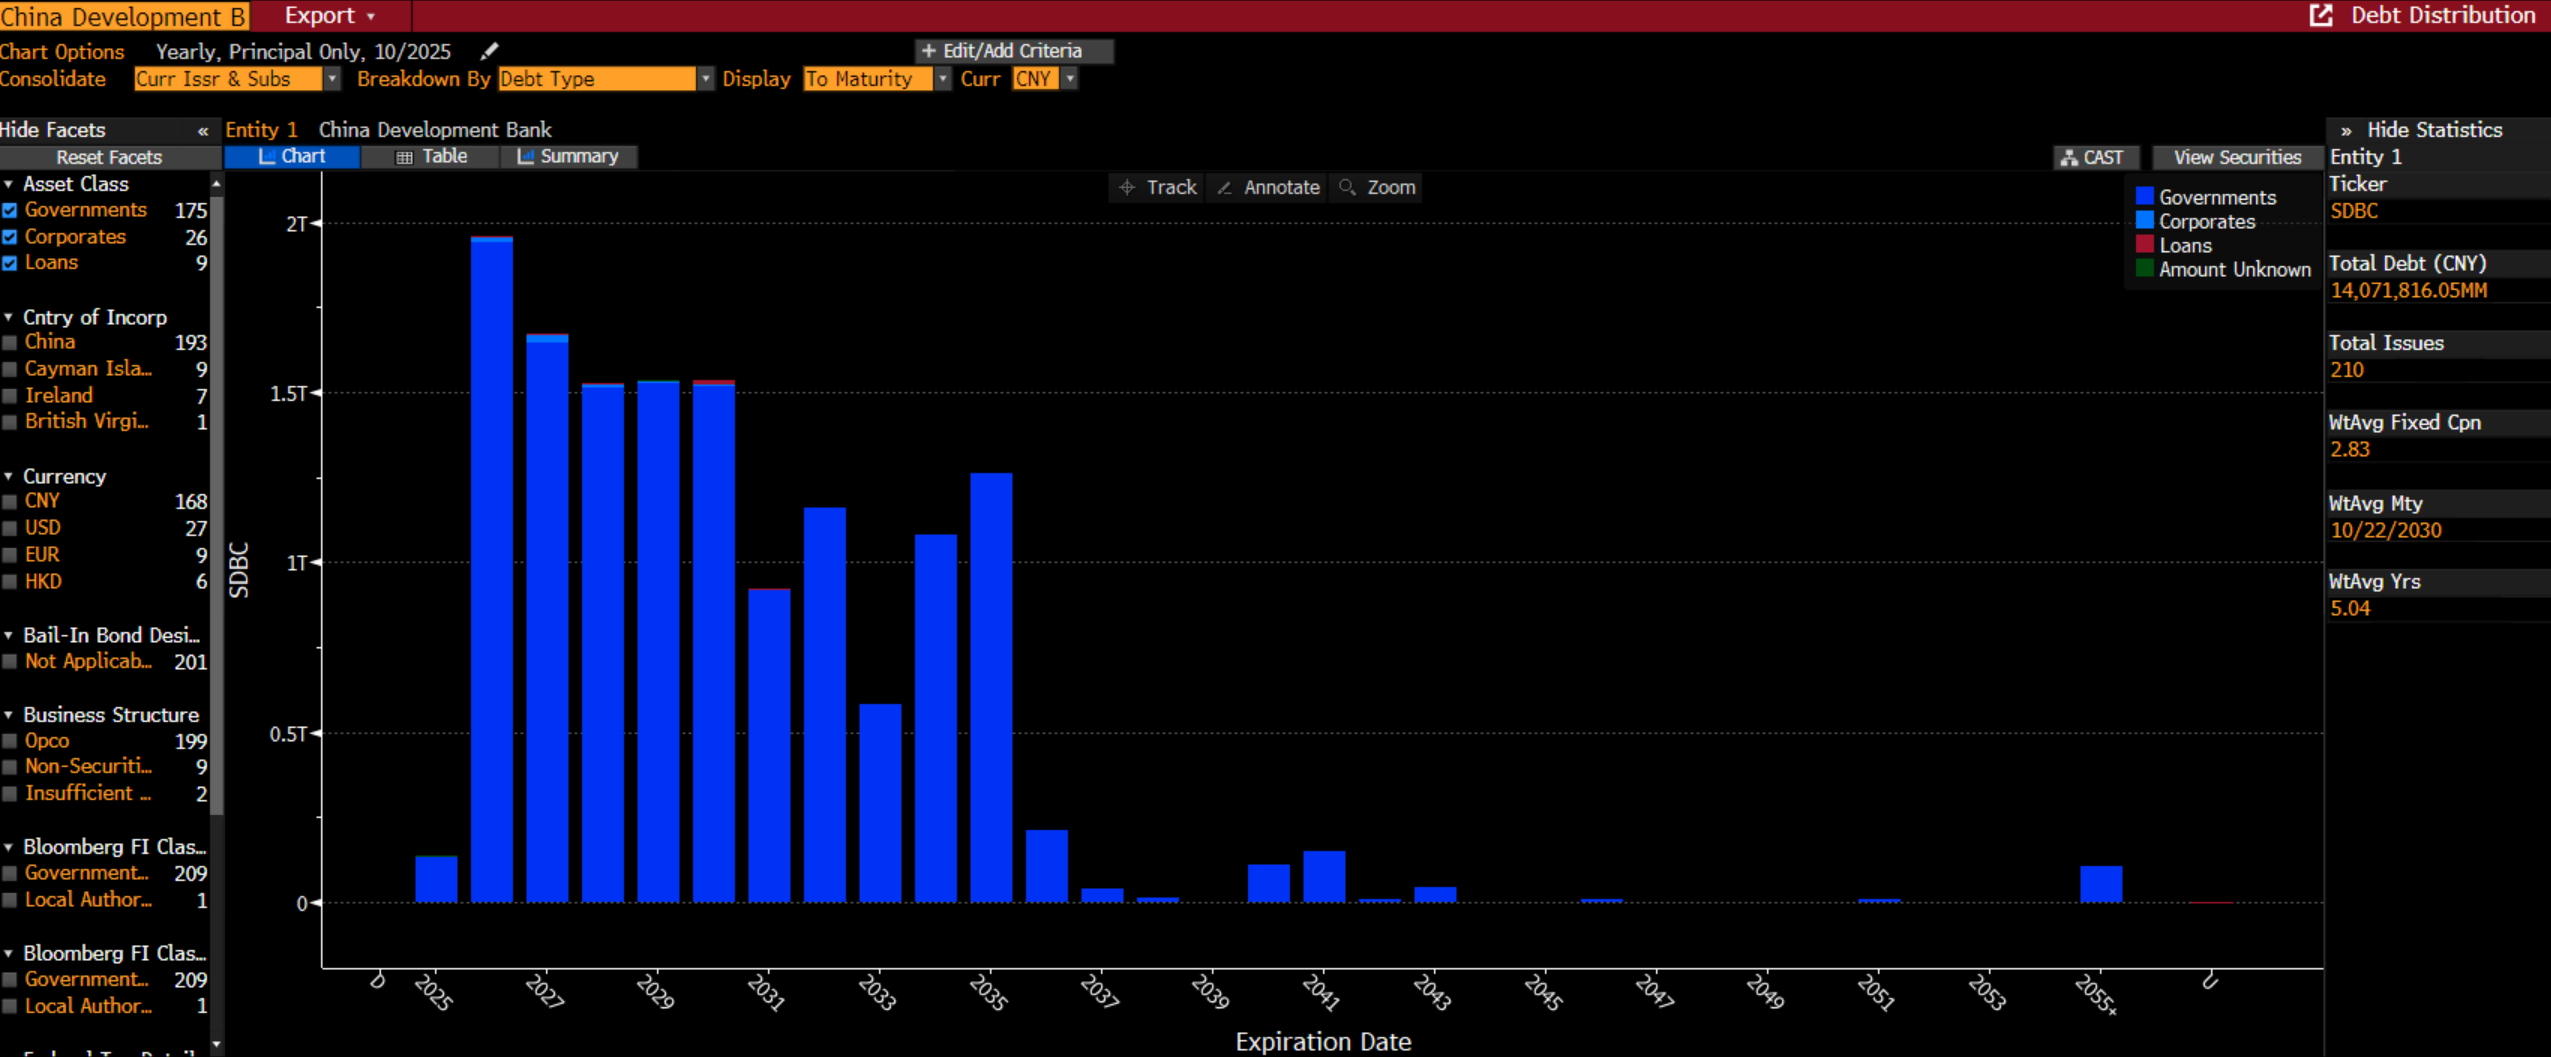 China Development B Export Debt Distribution
Chart Options Yearly, Principal Only, 10/2025 + Edit/Add Criteria
Consolidate Curr Issr & Subs Breakdown By Debt Type Display To Maturity Curr CNY
Hide Facets « Entity 1 China Development Bank » Hide Statistics
Reset Facets Chart Table Summary CAST View Securities Entity 1
Track Annotate Zoom
Asset Class
Governments 175
Corporates 26
Loans 9
Cntry of Incorp
China 193
Cayman Isla... 9
Ireland 7
British Virgi... 1
Currency
CNY 168
USD 27
EUR 9
HKD 6
Bail-In Bond Desi...
Not Applicab... 201
Business Structure
Opco 199
Non-Securiti... 9
Insufficient ... 2
Bloomberg FI Clas...
Government... 209
Local Author... 1
Bloomberg FI Clas...
Government... 209
Local Author... 1
SDBC
2T
1.5T
1T
0.5T
0
D 2025 2027 2029 2031 2033 2035 2037 2039 2041 2043 2045 2047 2049 2051 2053 2055+ U
Expiration Date
Governments
Corporates
Loans
Amount Unknown
Ticker
SDBC
Total Debt (CNY)
14,071,816.05MM
Total Issues
210
WtAvg Fixed Cpn
2.83
WtAvg Mty
10/22/2030
WtAvg Yrs
5.04